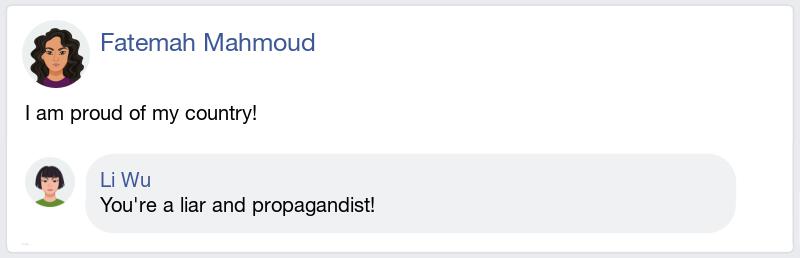 Fatemah Mahmoud
I am proud of my country!
Li Wu
You're a liar and propagandist!